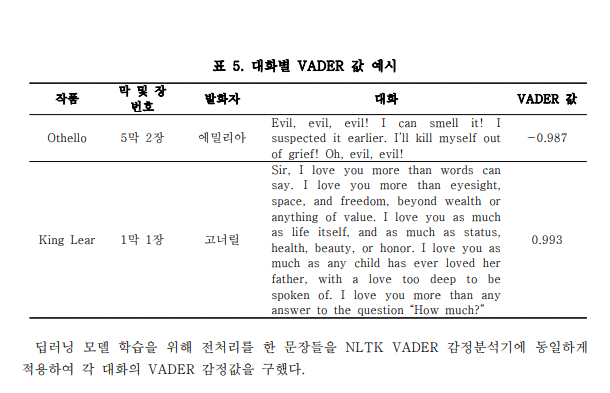 표 5. 대화별 VADER 값 예시
작품
막 및 장
번호
발화자
대화
VADER 값
Othello
5막 2장
에밀리아
Evil, evil, evil! I can smell it! I
suspected it earlier. I'll kill myself out
of grief! Oh, evil, evil!
-0.987
King Lear
1막 1장
고너릴
Sir, I love you more than words can
say. I love you more than eyesight,
space, and freedom, beyond wealth or
anything of value. I love you as much
as life itself, and as much as status,
health, beauty, or honor. I love you as
much as any child has ever loved her
father, with a love too deep to be
spoken of. I love you more than any
answer to the question “How much?”
0.993
딥러닝 모델 학습을 위해 전처리를 한 문장들을 NLTK VADER 감정분석기에 동일하게
적용하여 각 대화의 VADER 감정값을 구했다.